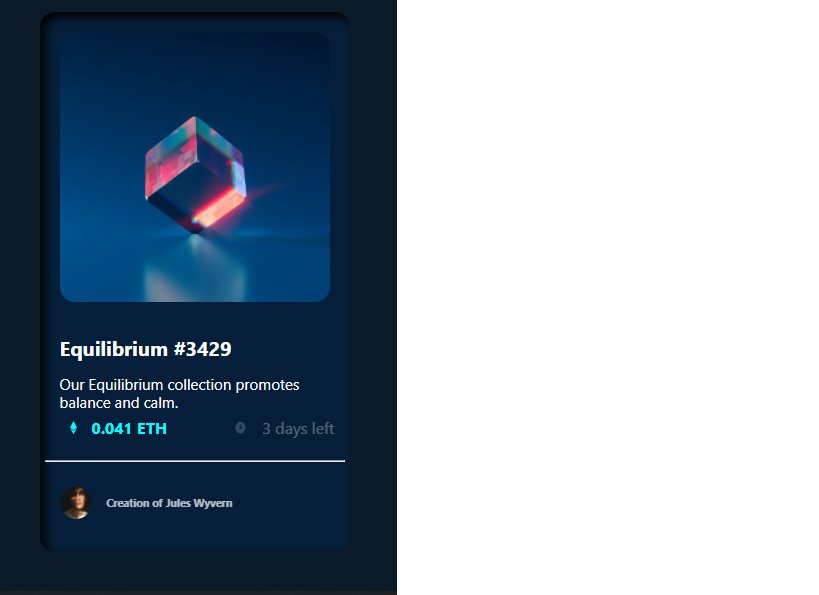 Equilibrium #3429
Our Equilibrium collection promotes
balance and calm.
0.041 ETH 3 days left
Creation of Jules Wyvern